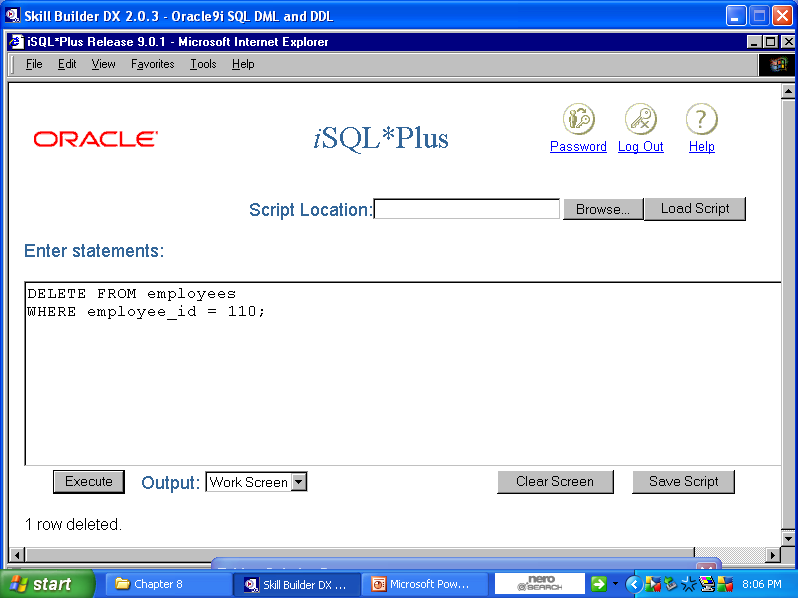 Skill Builder DX 2.0.3 - Oracle9i SQL DML and DDL
iSQL*Plus Release 9.0.1 - Microsoft Internet Explorer
File Edit View Favorites Tools Help
ORACLE
iSQL*Plus
Password Log Out Help
Script Location: Browse... Load Script
Enter statements:
DELETE FROM employees
WHERE employee_id = 110;
Execute Output: Work Screen Clear Screen Save Script
1 row deleted.
start Chapter 8 Skill Builder DX ... Microsoft Pow... nero @SEARCH 8:06 PM